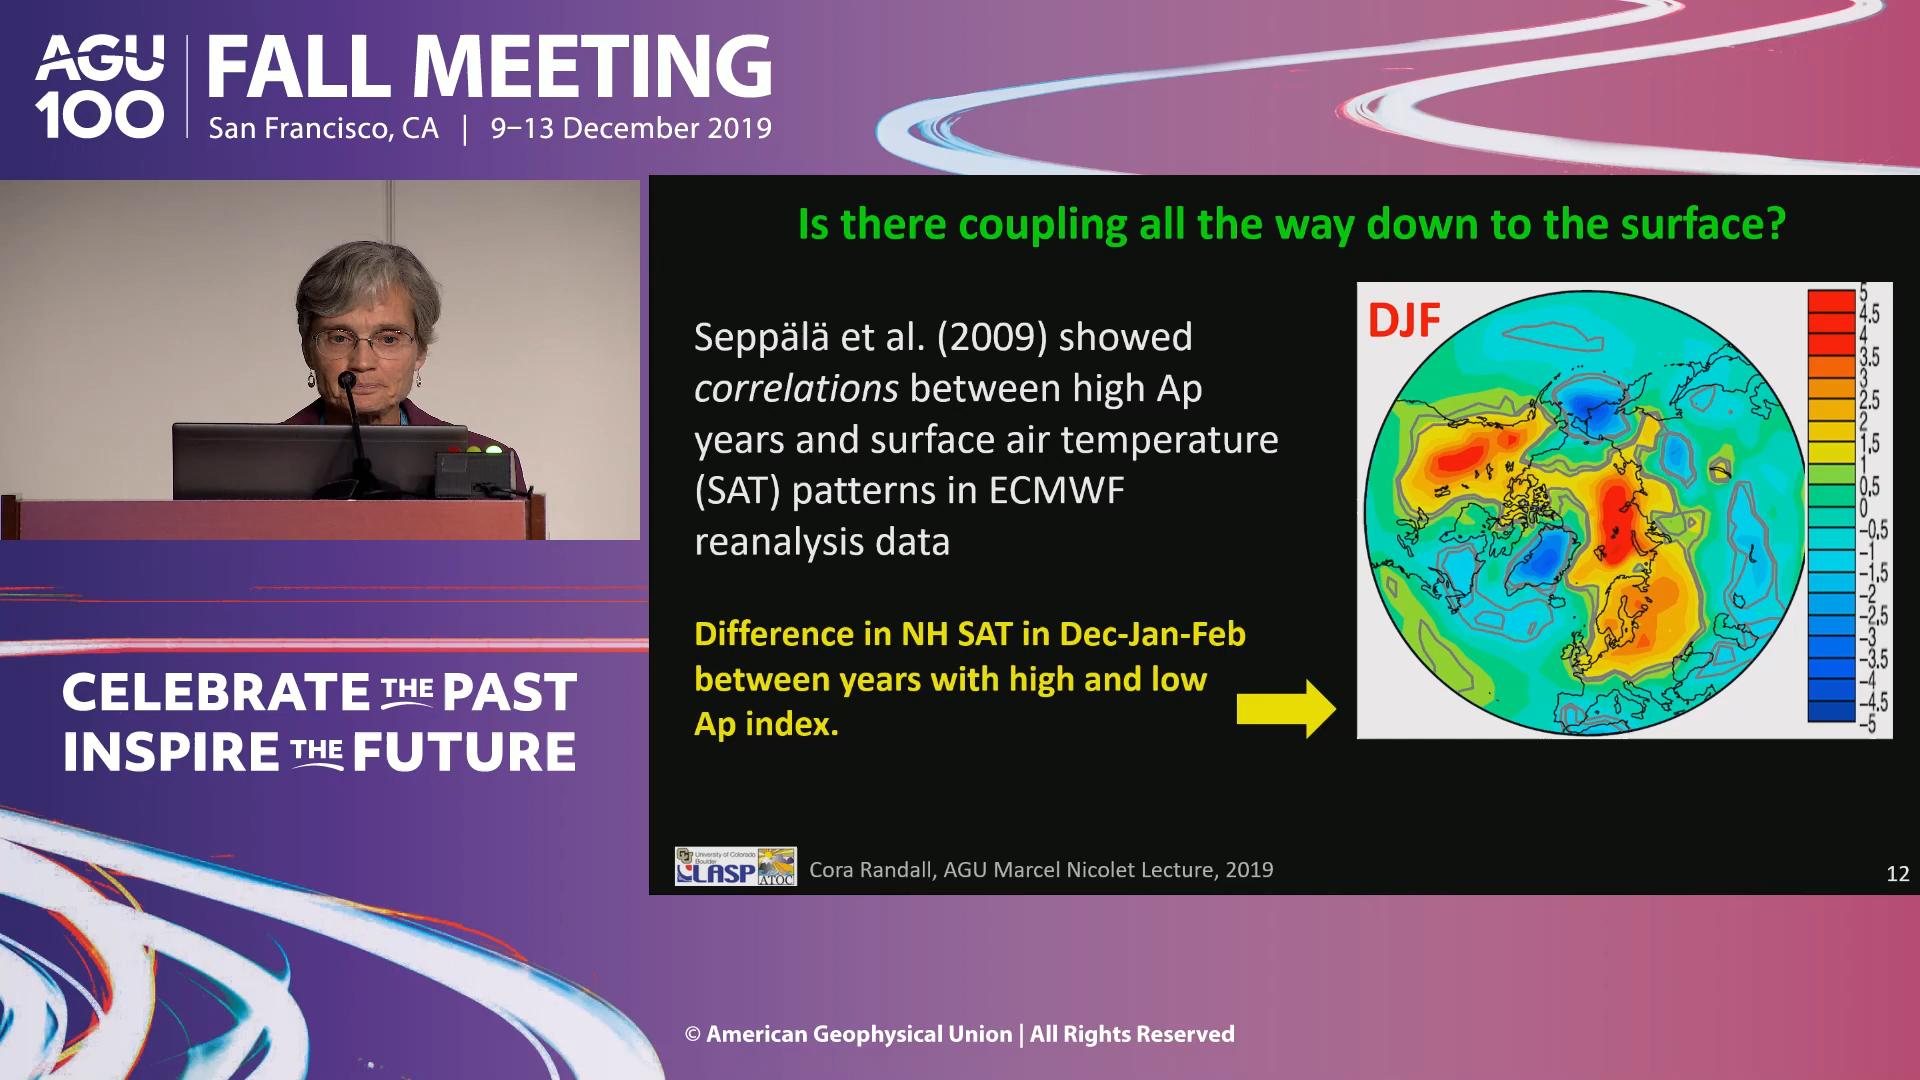 AGU
100
FALL MEETING
San Francisco, CA | 9–13 December 2019
Is there coupling all the way down to the surface?
Seppälä et al. (2009) showed
correlations between high Ap
years and surface air temperature
(SAT) patterns in ECMWF
reanalysis data
Difference in NH SAT in Dec-Jan-Feb
between years with high and low
Ap index.
DJF
5
4.5
4
3.5
3
2.5
2
1.5
1
0.5
0
-0.5
-1
-1.5
-2
-2.5
-3
-3.5
-4
-4.5
-5
CELEBRATE THE PAST
INSPIRE THE FUTURE
University of Colorado
Boulder
LASP
ATOC
Cora Randall, AGU Marcel Nicolet Lecture, 2019
12
© American Geophysical Union | All Rights Reserved